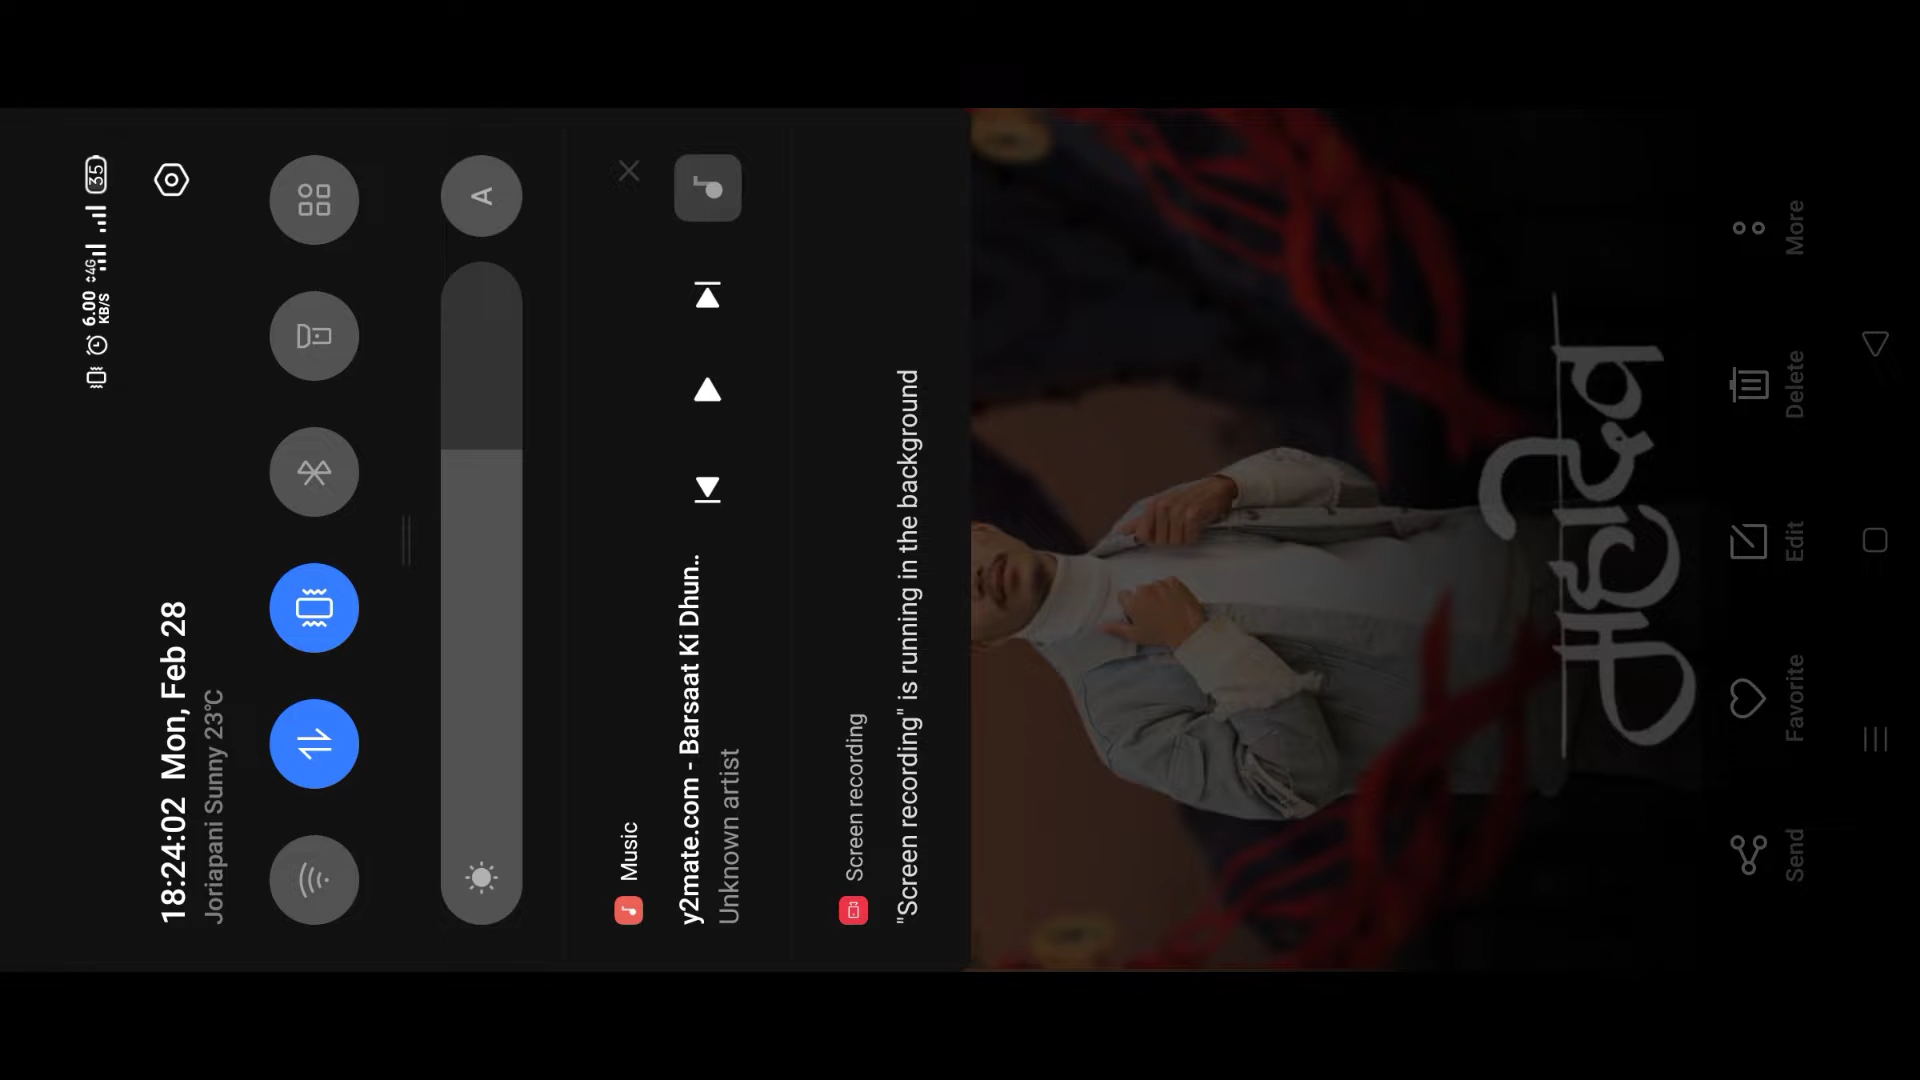 6.00 KB/S 4G 35
18:24:02 Mon, Feb 28
Joriapani Sunny 23°C
A
Music
y2mate.com - Barsaat Ki Dhun..
Unknown artist
Screen recording
"Screen recording" is running in the background
महादेव
Send Favorite Edit Delete More